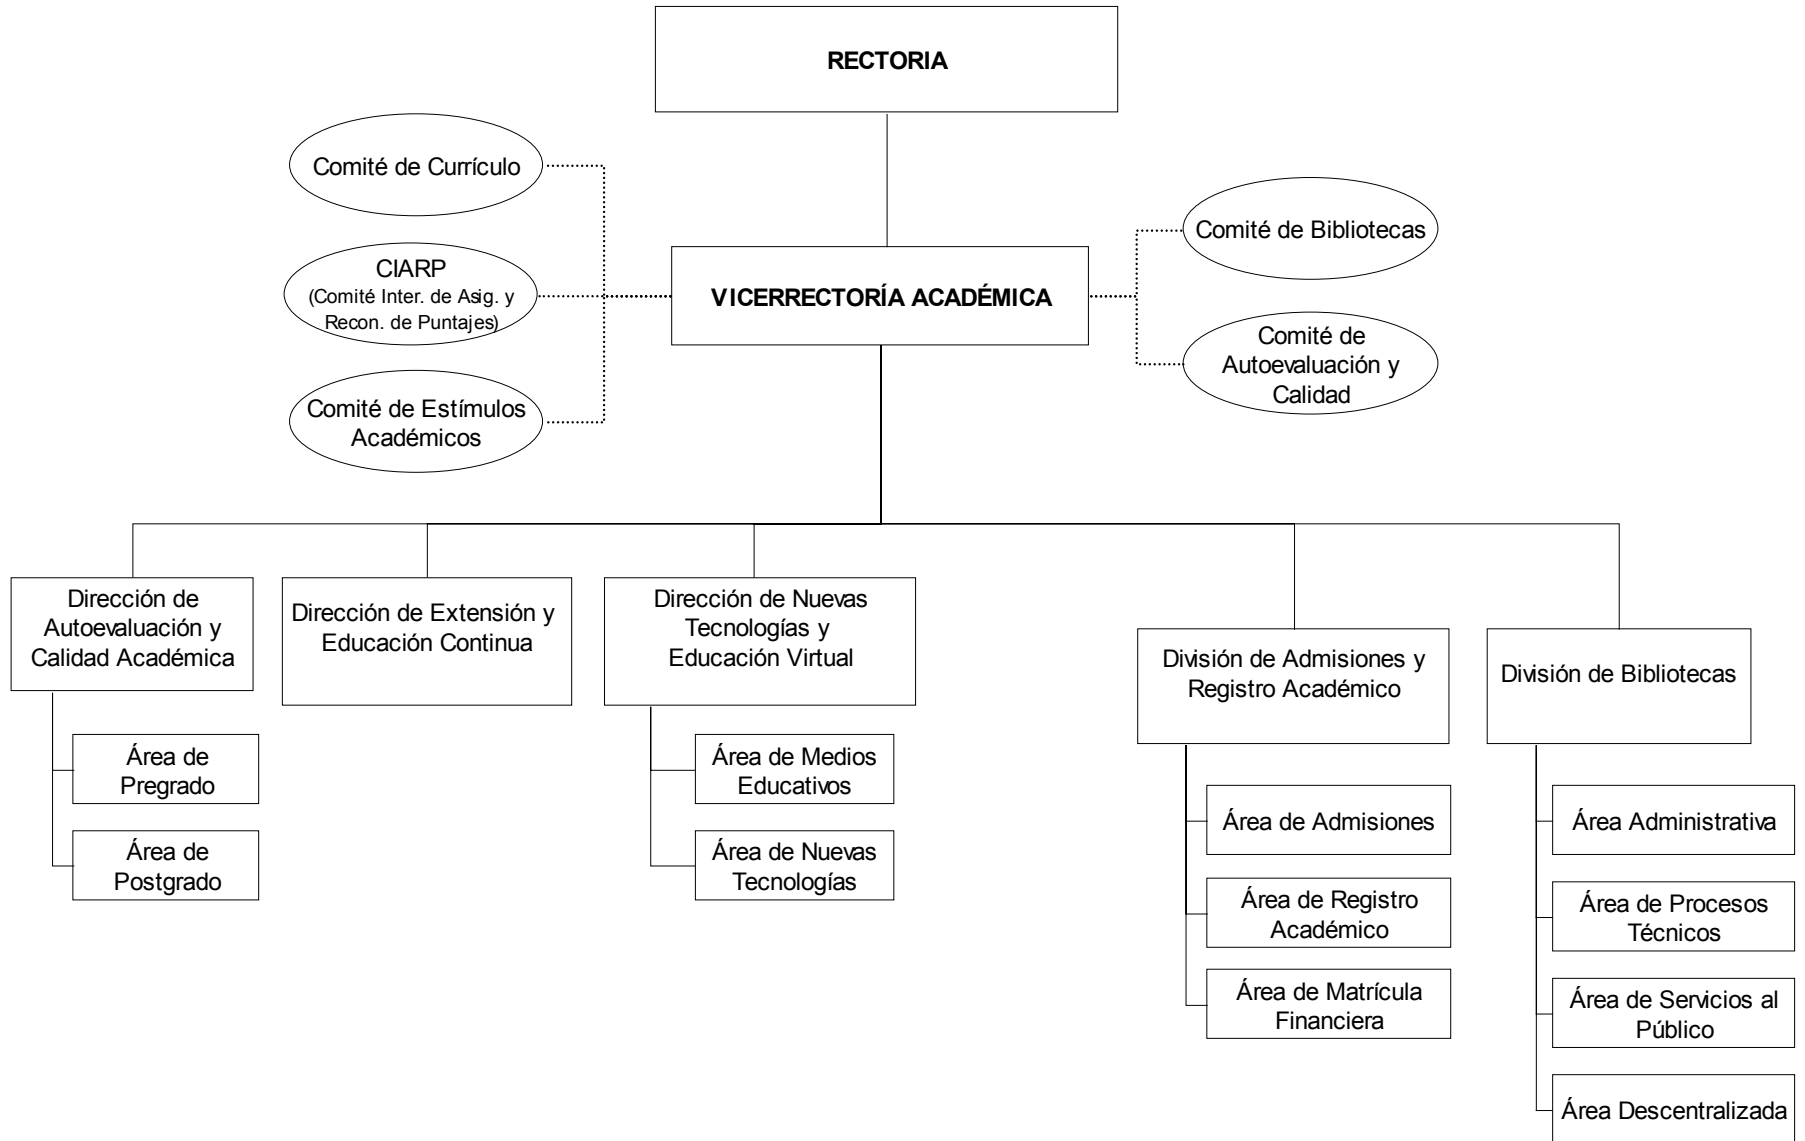 RECTORIA
Comité de Currículo
CIARP
(Comité Inter. de Asig. y
Recon. de Puntajes)
Comité de Estímulos
Académicos
VICERRECTORÍA ACADÉMICA
Comité de Bibliotecas
Comité de
Autoevaluación y
Calidad
Dirección de
Autoevaluación y
Calidad Académica
Área de
Pregrado
Área de
Postgrado
Dirección de Extensión y
Educación Continua
Dirección de Nuevas
Tecnologías y
Educación Virtual
Área de Medios
Educativos
Área de Nuevas
Tecnologías
División de Admisiones y
Registro Académico
Área de Admisiones
Área de Registro
Académico
Área de Matrícula
Financiera
División de Bibliotecas
Área Administrativa
Área de Procesos
Técnicos
Área de Servicios al
Público
Área Descentralizada